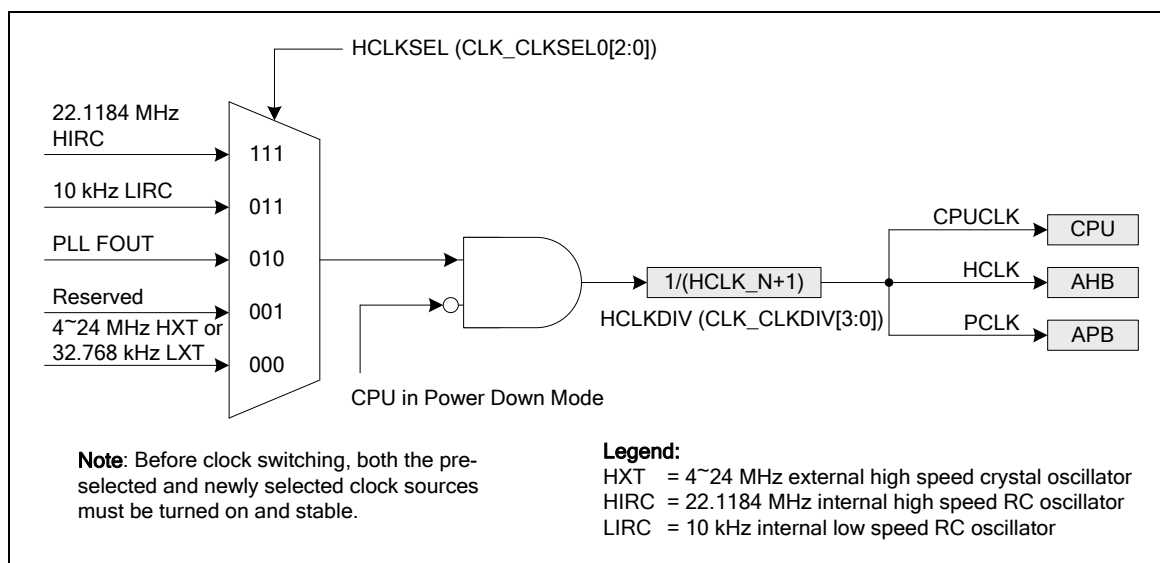 HCLKSEL (CLK_CLKSEL0[2:0])
22.1184 MHz
HIRC
111
10 kHz LIRC
011
PLL FOUT
010
Reserved
001
4~24 MHz HXT or
32.768 kHz LXT
000
CPU in Power Down Mode
1/(HCLK_N+1)
HCLKDIV (CLK_CLKDIV[3:0])
CPUCLK
CPU
HCLK
AHB
PCLK
APB
Note: Before clock switching, both the pre-
selected and newly selected clock sources
must be turned on and stable.
Legend:
HXT = 4~24 MHz external high speed crystal oscillator
HIRC = 22.1184 MHz internal high speed RC oscillator
LIRC = 10 kHz internal low speed RC oscillator